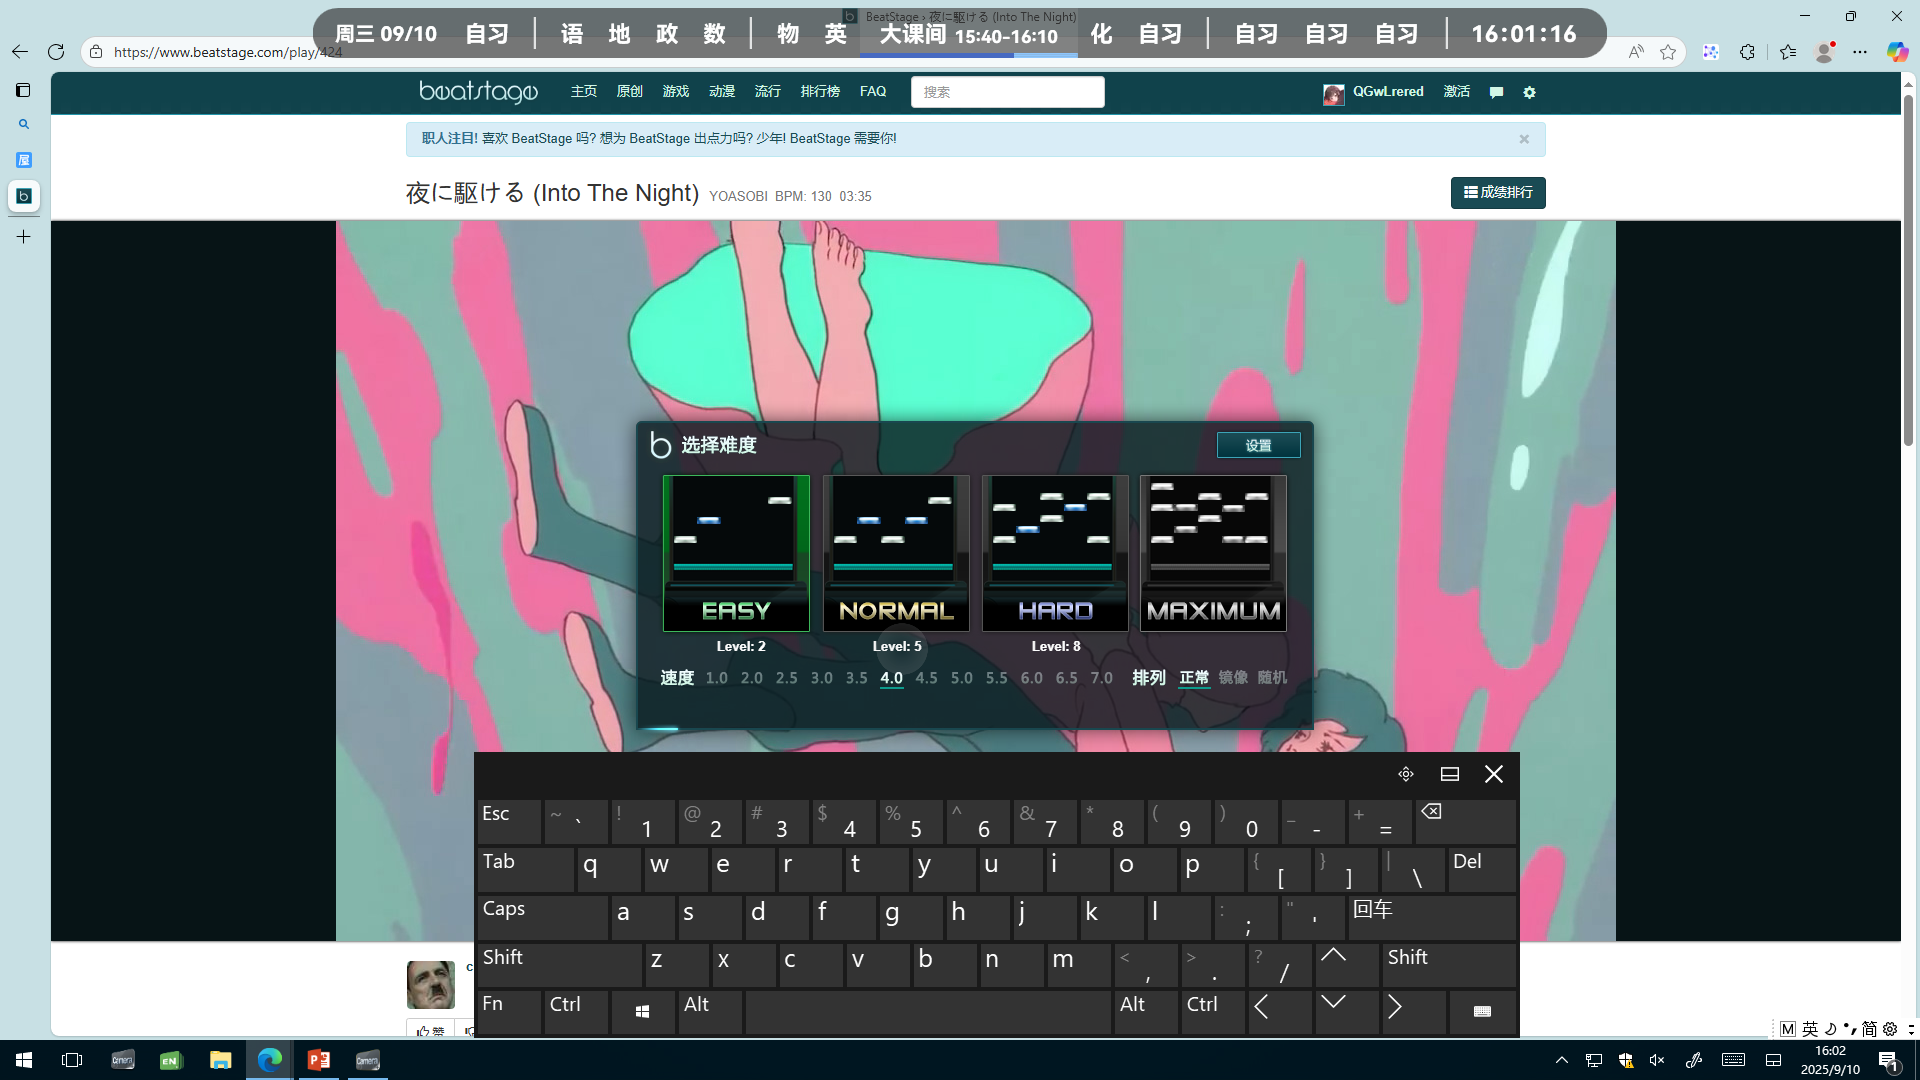 BeatStage › 夜に駆ける (Into The Night)
周三 09/10 自习 语 地 政 数 物 英 大课间 15:40-16:10 化 自习 自习 自习 自习 16:01:16
https://www.beatstage.com/play/424
beatstage 主页 原创 游戏 动漫 流行 排行榜 FAQ 搜索 QGwLrered 激活
职人注目! 喜欢 BeatStage 吗? 想为 BeatStage 出点力吗? 少年! BeatStage 需要你! ×
夜に駆ける (Into The Night) YOASOBI BPM: 130 03:35 成绩排行
选择难度 设置
EASY NORMAL HARD MAXIMUM
Level: 2 Level: 5 Level: 8
速度 1.0 2.0 2.5 3.0 3.5 4.0 4.5 5.0 5.5 6.0 6.5 7.0 排列 正常 镜像 随机
Esc ~ ` ! 1 @ 2 # 3 $ 4 % 5 ^ 6 & 7 * 8 ( 9 ) 0 _ - + =
Tab q w e r t y u i o p { [ } ] | \ Del
Caps a s d f g h j k l : ; " ' 回车
Shift z x c v b n m < , > . ? / Shift
Fn Ctrl Alt Alt Ctrl
c
赞
M 英 简
Camera EN P Camera
16:02
2025/9/10
1